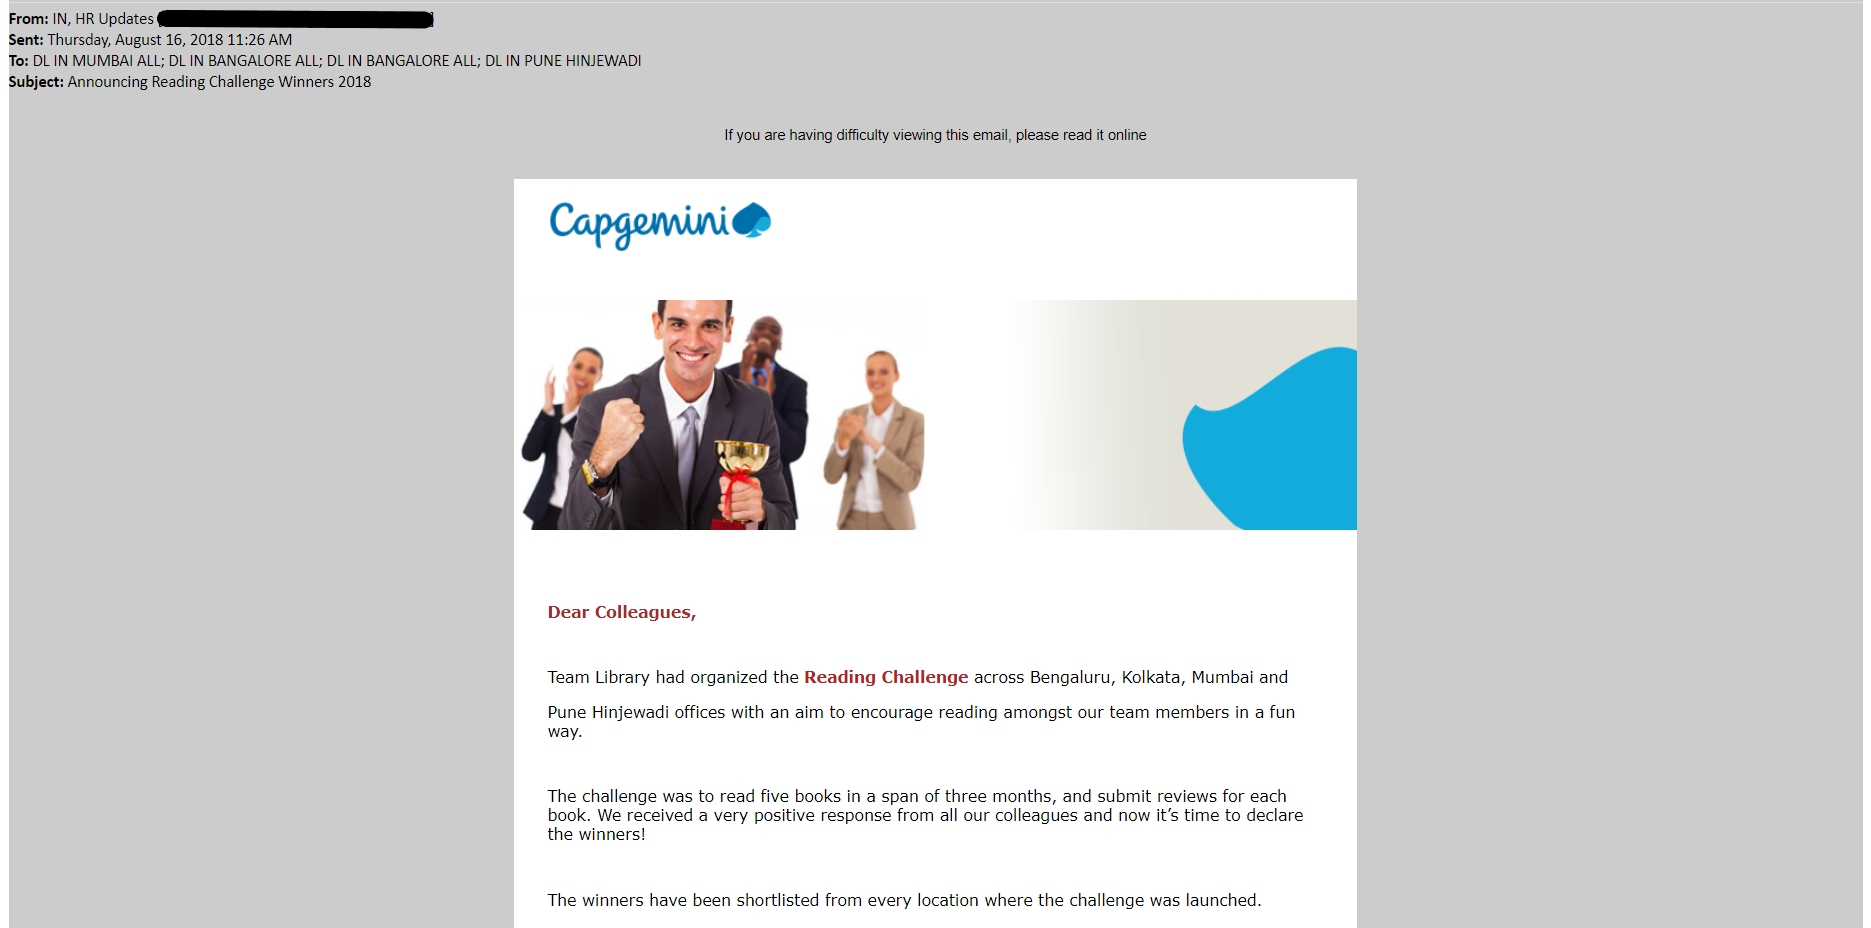 From: IN, HR Updates
Sent: Thursday, August 16, 2018 11:26 AM
To: DL IN MUMBAI ALL; DL IN BANGALORE ALL; DL IN BANGALORE ALL; DL IN PUNE HINJEWADI
Subject: Announcing Reading Challenge Winners 2018
If you are having difficulty viewing this email, please read it online
Capgemini
Dear Colleagues,
Team Library had organized the Reading Challenge across Bengaluru, Kolkata, Mumbai and
Pune Hinjewadi offices with an aim to encourage reading amongst our team members in a fun
way.
The challenge was to read five books in a span of three months, and submit reviews for each
book. We received a very positive response from all our colleagues and now it’s time to declare
the winners!
The winners have been shortlisted from every location where the challenge was launched.